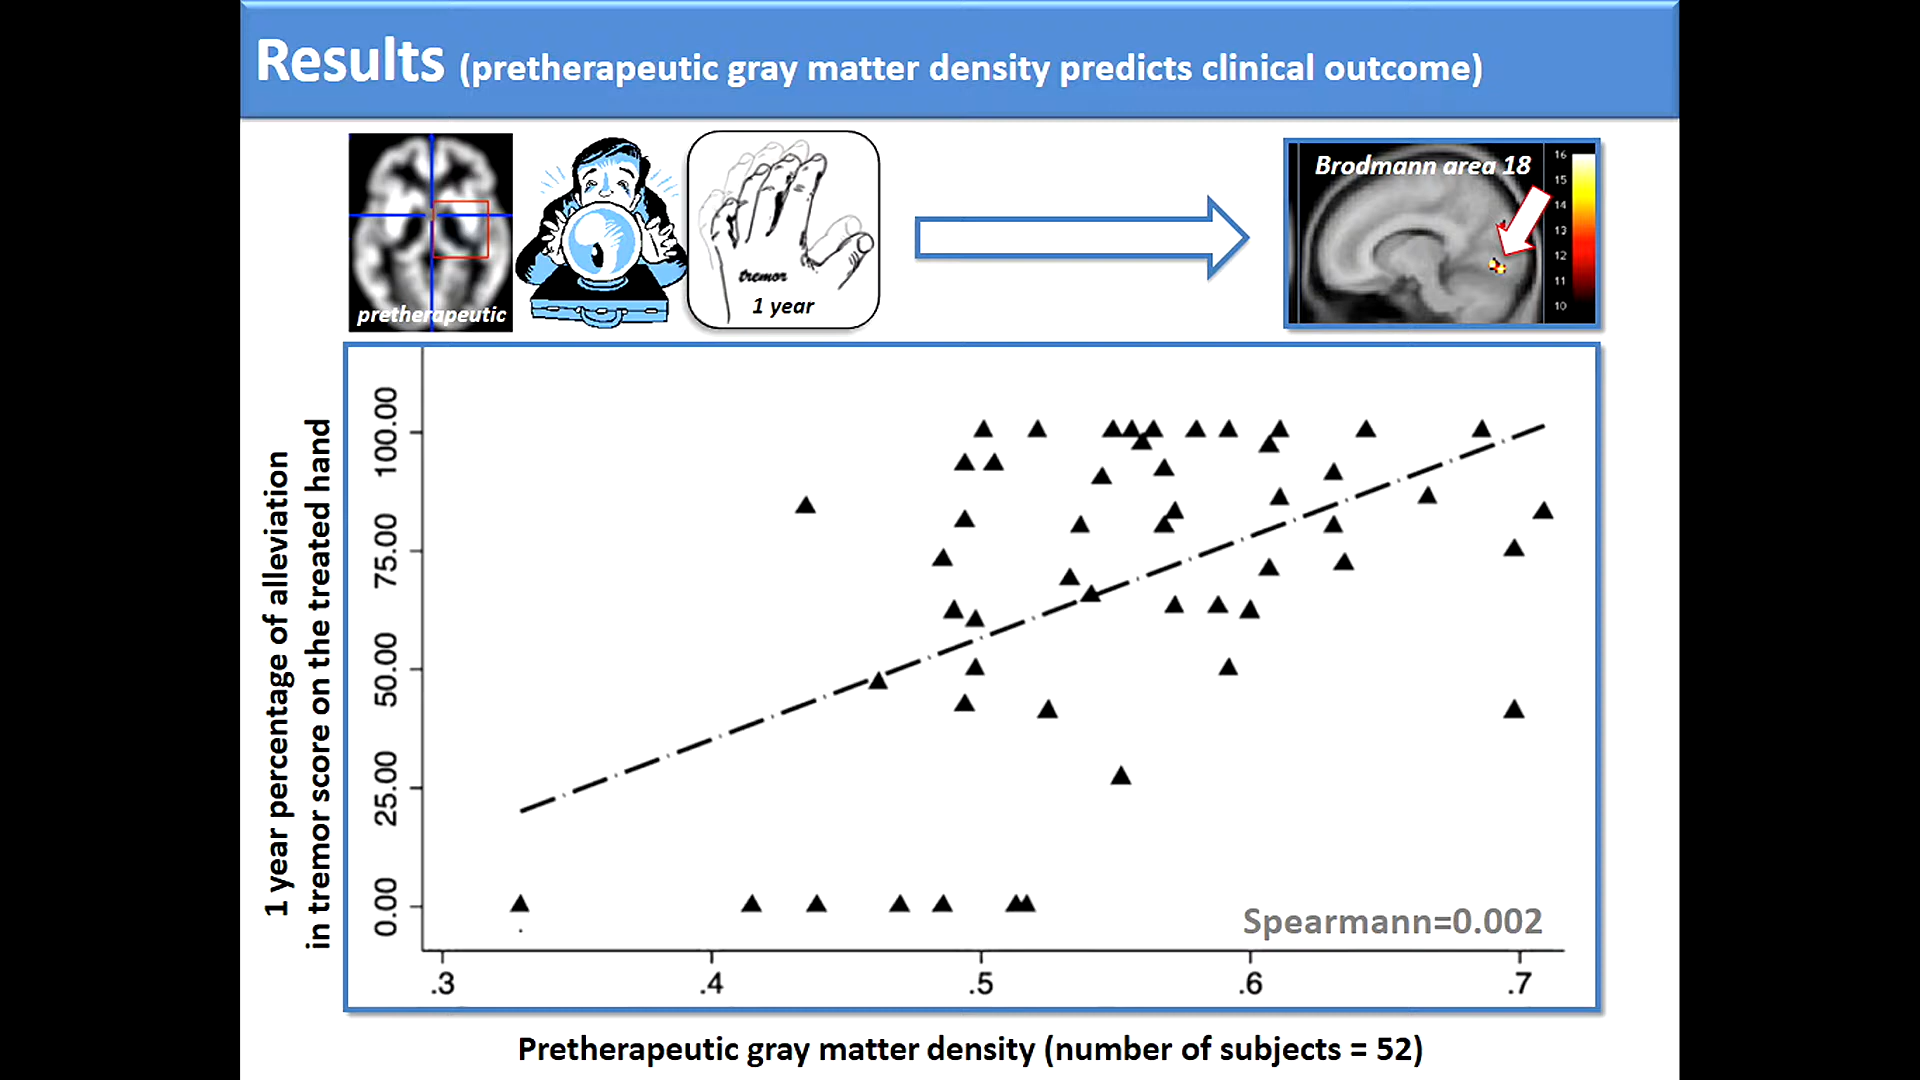 Results (pretherapeutic gray matter density predicts clinical outcome)
pretherapeutic
tremor
1 year
Brodmann area 18
16
15
14
13
12
11
10
1 year percentage of alleviation
in tremor score on the treated hand
100.00
75.00
50.00
25.00
0.00
Spearmann=0.002
.3
.4
.5
.6
.7
Pretherapeutic gray matter density (number of subjects = 52)